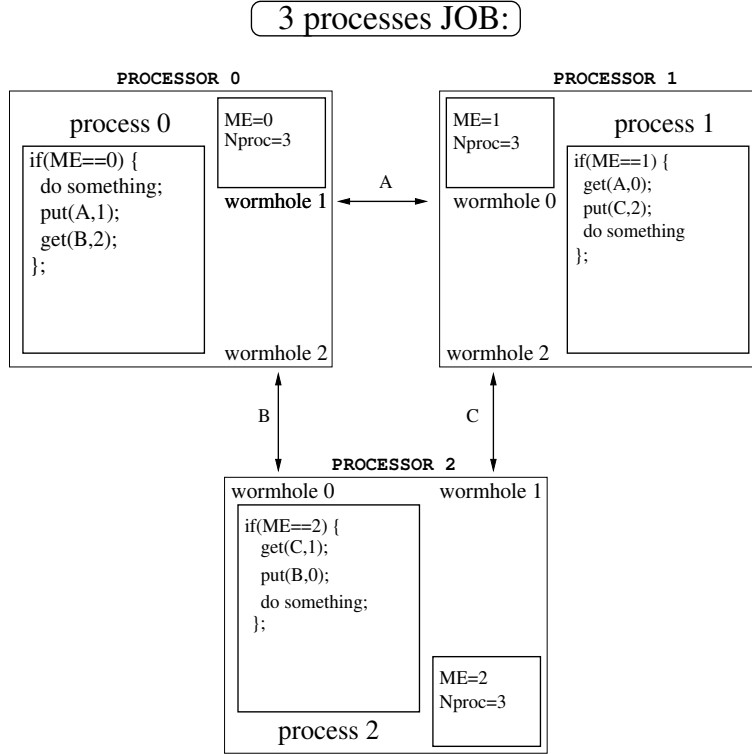 3 processes JOB:
PROCESSOR 0
process 0
ME=0
Nproc=3
if(ME==0) {
do something;
put(A,1);
get(B,2);
};
wormhole 1
wormhole 2
A
PROCESSOR 1
ME=1
Nproc=3
process 1
wormhole 0
if(ME==1) {
get(A,0);
put(C,2);
do something
};
wormhole 2
B
C
PROCESSOR 2
wormhole 0
wormhole 1
if(ME==2) {
get(C,1);
put(B,0);
do something;
};
ME=2
Nproc=3
process 2